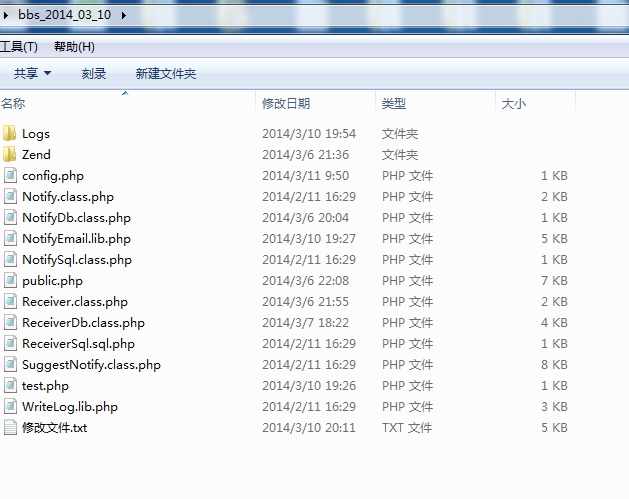 bbs_2014_03_10
工具(T) 帮助(H)
共享 刻录 新建文件夹
名称 修改日期 类型 大小
Logs 2014/3/10 19:54 文件夹
Zend 2014/3/6 21:36 文件夹
config.php 2014/3/11 9:50 PHP 文件 1 KB
Notify.class.php 2014/2/11 16:29 PHP 文件 2 KB
NotifyDb.class.php 2014/3/6 20:04 PHP 文件 1 KB
NotifyEmail.lib.php 2014/3/10 19:27 PHP 文件 5 KB
NotifySql.class.php 2014/2/11 16:29 PHP 文件 1 KB
public.php 2014/3/6 22:08 PHP 文件 7 KB
Receiver.class.php 2014/3/6 21:55 PHP 文件 2 KB
ReceiverDb.class.php 2014/3/7 18:22 PHP 文件 4 KB
ReceiverSql.sql.php 2014/2/11 16:29 PHP 文件 1 KB
SuggestNotify.class.php 2014/2/11 16:29 PHP 文件 8 KB
test.php 2014/3/10 19:26 PHP 文件 1 KB
WriteLog.lib.php 2014/2/11 16:29 PHP 文件 3 KB
修改文件.txt 2014/3/10 20:11 TXT 文件 5 KB